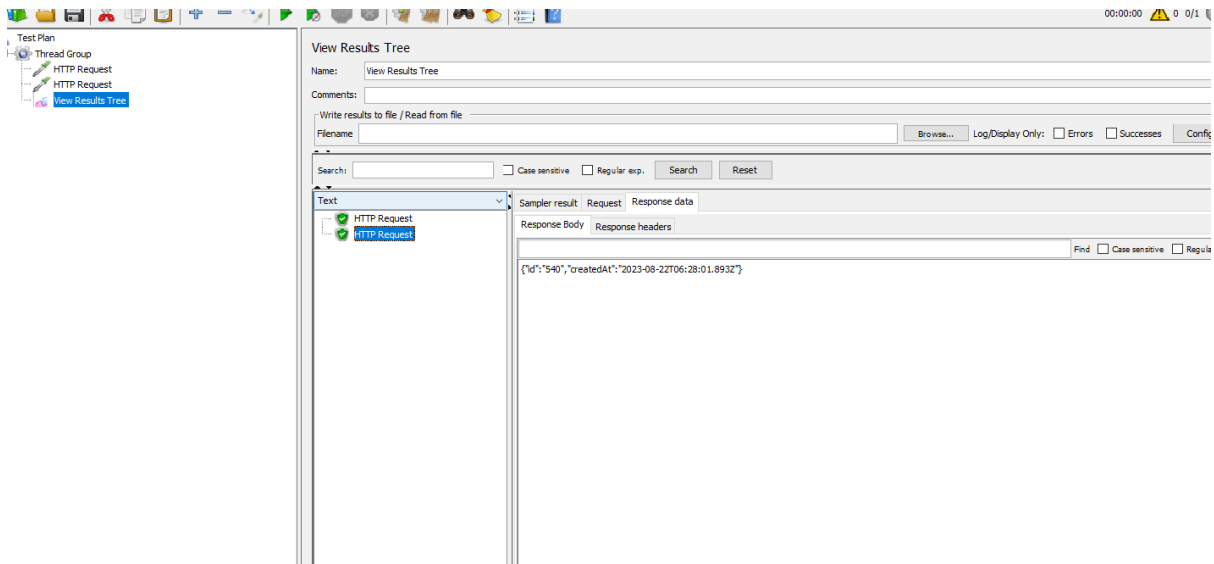 00:00:00 0 0/1
Test Plan
Thread Group
HTTP Request
HTTP Request
View Results Tree
View Results Tree
Name: View Results Tree
Comments:
Write results to file / Read from file
Filename Browse... Log/Display Only: Errors Successes Config
Search: Case sensitive Regular exp. Search Reset
Text
HTTP Request
HTTP Request
Sampler result Request Response data
Response Body Response headers
Find Case sensitive Regula
{"id":"540","createdAt":"2023-08-22T06:28:01.893Z"}